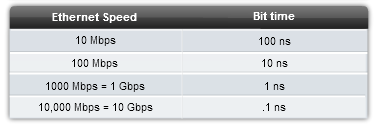 Ethernet Speed Bit time
10 Mbps 100 ns
100 Mbps 10 ns
1000 Mbps = 1 Gbps 1 ns
10,000 Mbps = 10 Gbps .1 ns